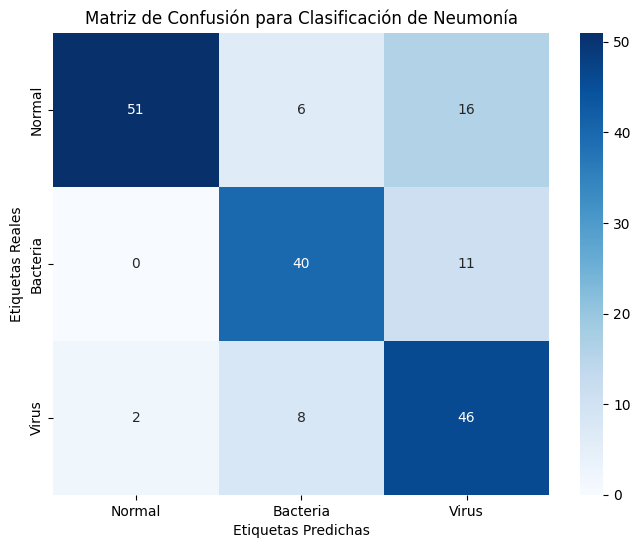 Matriz de Confusión para Clasificación de Neumonía
Etiquetas Reales
Normal
51
6
16
Bacteria
0
40
11
Virus
2
8
46
Normal
Bacteria
Virus
Etiquetas Predichas
50
40
30
20
10
0